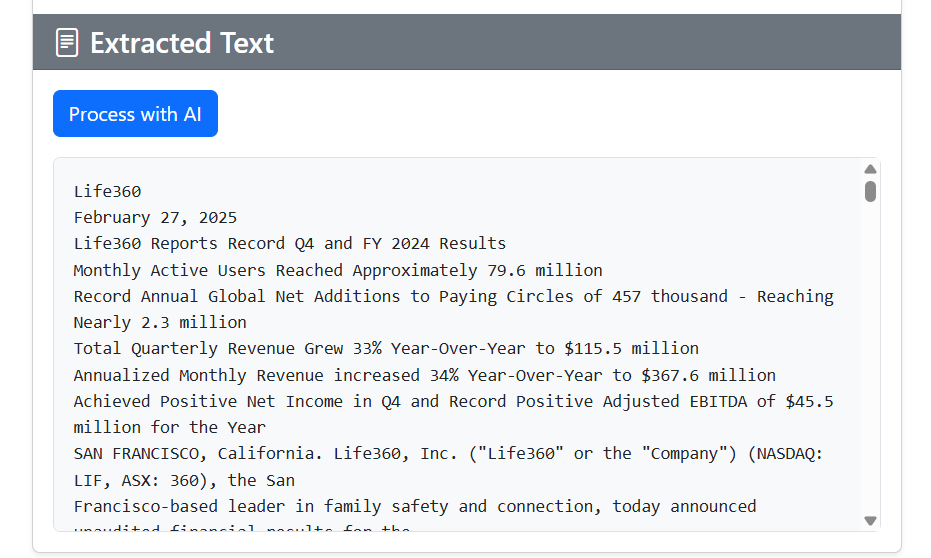 Extracted Text
Process with AI
Life360
February 27, 2025
Life360 Reports Record Q4 and FY 2024 Results
Monthly Active Users Reached Approximately 79.6 million
Record Annual Global Net Additions to Paying Circles of 457 thousand - Reaching
Nearly 2.3 million
Total Quarterly Revenue Grew 33% Year-Over-Year to $115.5 million
Annualized Monthly Revenue increased 34% Year-Over-Year to $367.6 million
Achieved Positive Net Income in Q4 and Record Positive Adjusted EBITDA of $45.5
million for the Year
SAN FRANCISCO, California. Life360, Inc. ("Life360" or the "Company") (NASDAQ:
LIF, ASX: 360), the San
Francisco-based leader in family safety and connection, today announced
unaudited financial results for the